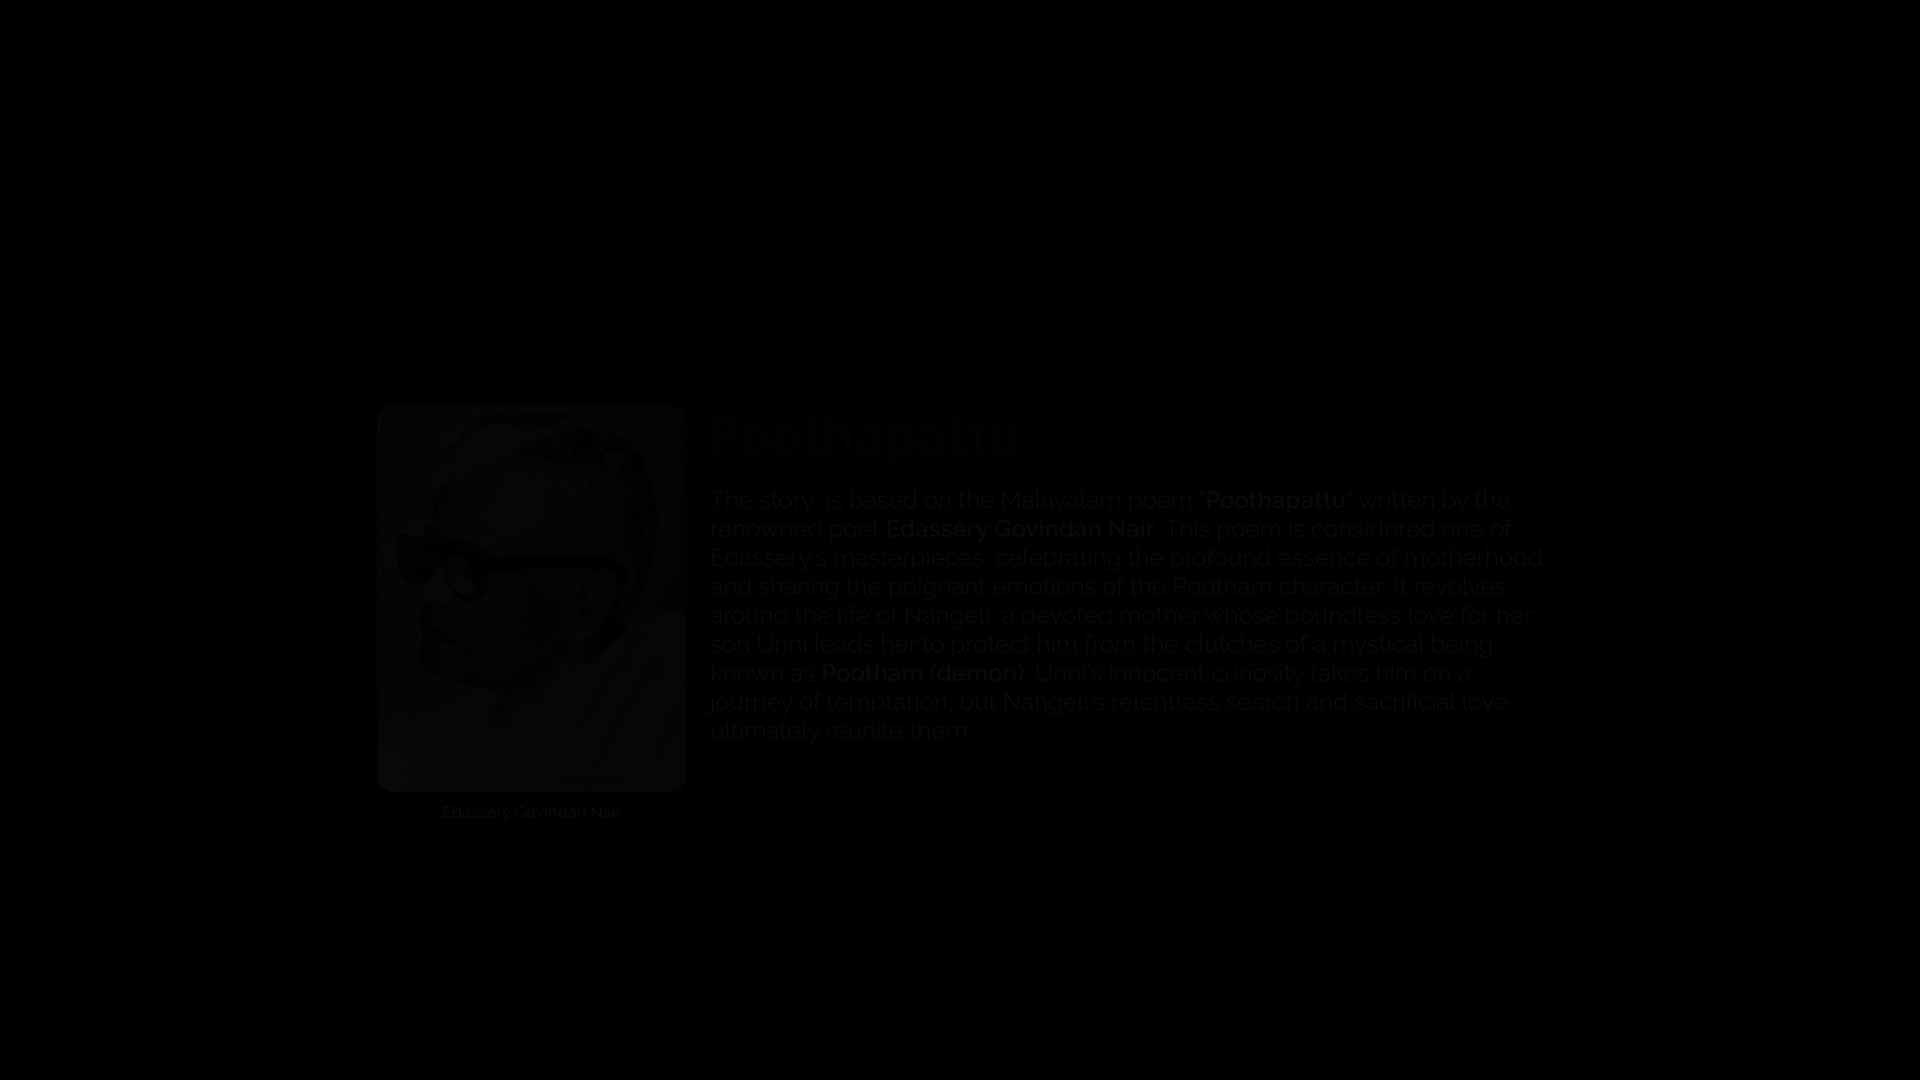 Poothapattu
The story, is based on the Malayalam poem "Poothapattu" written by the
renowned poet Edassery Govindan Nair. This poem is considered one of
Edassery's masterpieces, celebrating the profound essence of motherhood
and sharing the poignant emotions of the Pootham character. It revolves
around the life of Nangeli, a devoted mother whose boundless love for her
son Unni leads her to protect him from the clutches of a mystical being
known as Pootham (demon). Unni's innocent curiosity takes him on a
journey of temptation, but Nangeli's relentless search and sacrificial love
ultimately reunite them.
Edassery Govindan Nair